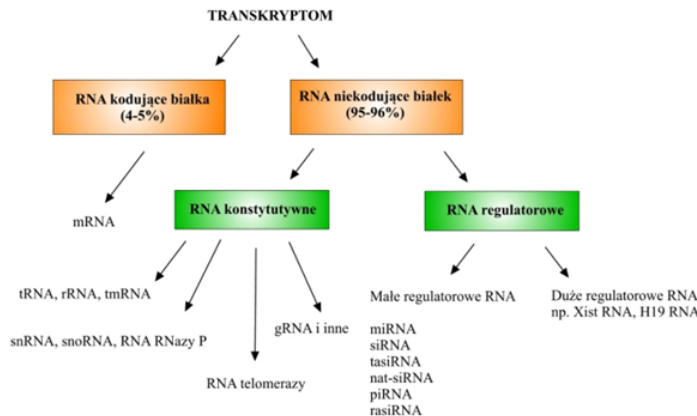 TRANSKRYPTOM
RNA kodujące białka
(4-5%)
RNA niekodujące białek
(95-96%)
mRNA
RNA konstytutywne
RNA regulatorowe
tRNA, rRNA, tmRNA
snRNA, snoRNA, RNA RNazy P
RNA telomerazy
gRNA i inne
Małe regulatorowe RNA
miRNA
siRNA
tasiRNA
nat-siRNA
piRNA
rasiRNA
Duże regulatorowe RNA
np. Xist RNA, H19 RNA